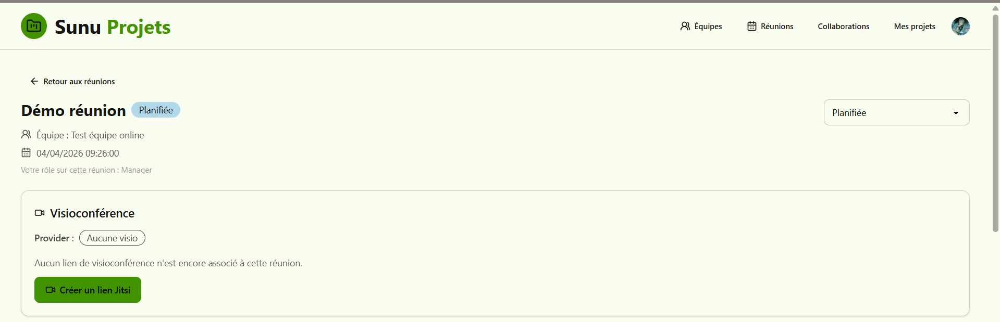 Sunu Projets
Équipes
Réunions
Collaborations
Mes projets
Retour aux réunions
Démo réunion
Planifiée
Planifiée
Équipe : Test équipe online
04/04/2026 09:26:00
Votre rôle sur cette réunion : Manager
Visioconférence
Provider : Aucune visio
Aucun lien de visioconférence n'est encore associé à cette réunion.
Créer un lien Jitsi